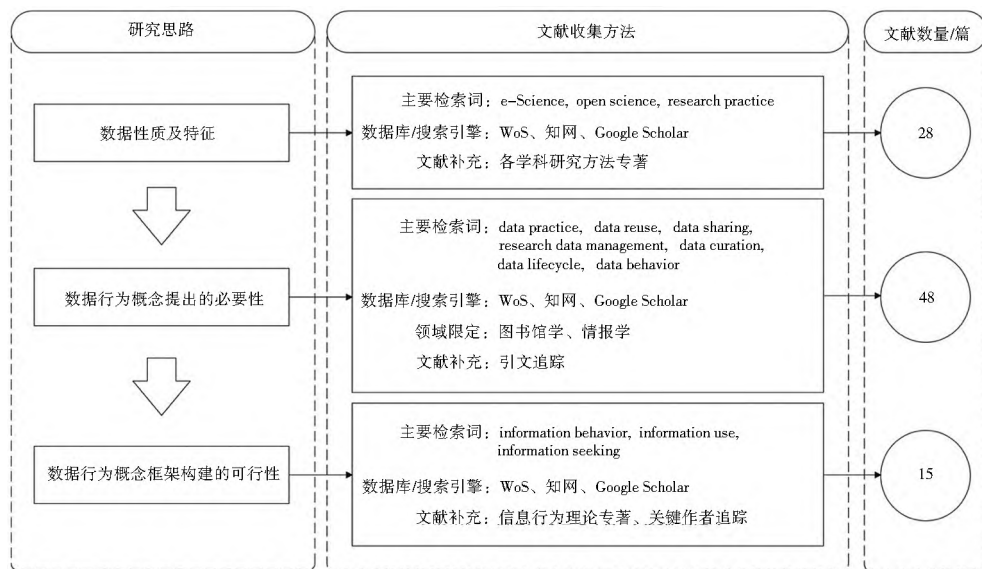 研究思路
文献收集方法
文献数量/篇
数据性质及特征
主要检索词：e-Science, open science, research practice
数据库/搜索引擎：WoS、知网、Google Scholar
文献补充：各学科研究方法专著
28
数据行为概念提出的必要性
主要检索词：data practice, data reuse, data sharing,
research data management, data curation,
data lifecycle, data behavior
数据库/搜索引擎：WoS、知网、Google Scholar
领域限定：图书馆学、情报学
文献补充：引文追踪
48
数据行为概念框架构建的可行性
主要检索词：information behavior, information use,
information seeking
数据库/搜索引擎：WoS、知网、Google Scholar
文献补充：信息行为理论专著、关键作者追踪
15